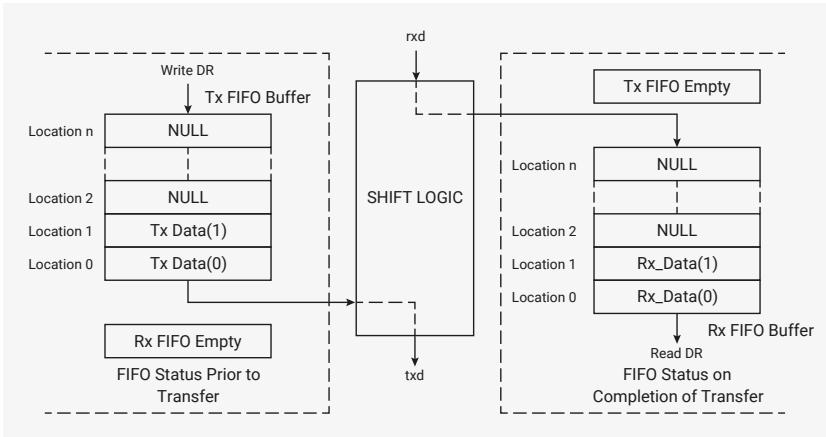 rxd
Write DR
Tx FIFO Buffer
Location n
NULL
Location 2
NULL
Location 1
Tx Data(1)
Location 0
Tx Data(0)
Rx FIFO Empty
FIFO Status Prior to
Transfer
SHIFT LOGIC
txd
Tx FIFO Empty
Location n
NULL
Location 2
NULL
Location 1
Rx_Data(1)
Location 0
Rx_Data(0)
Rx FIFO Buffer
Read DR
FIFO Status on
Completion of Transfer